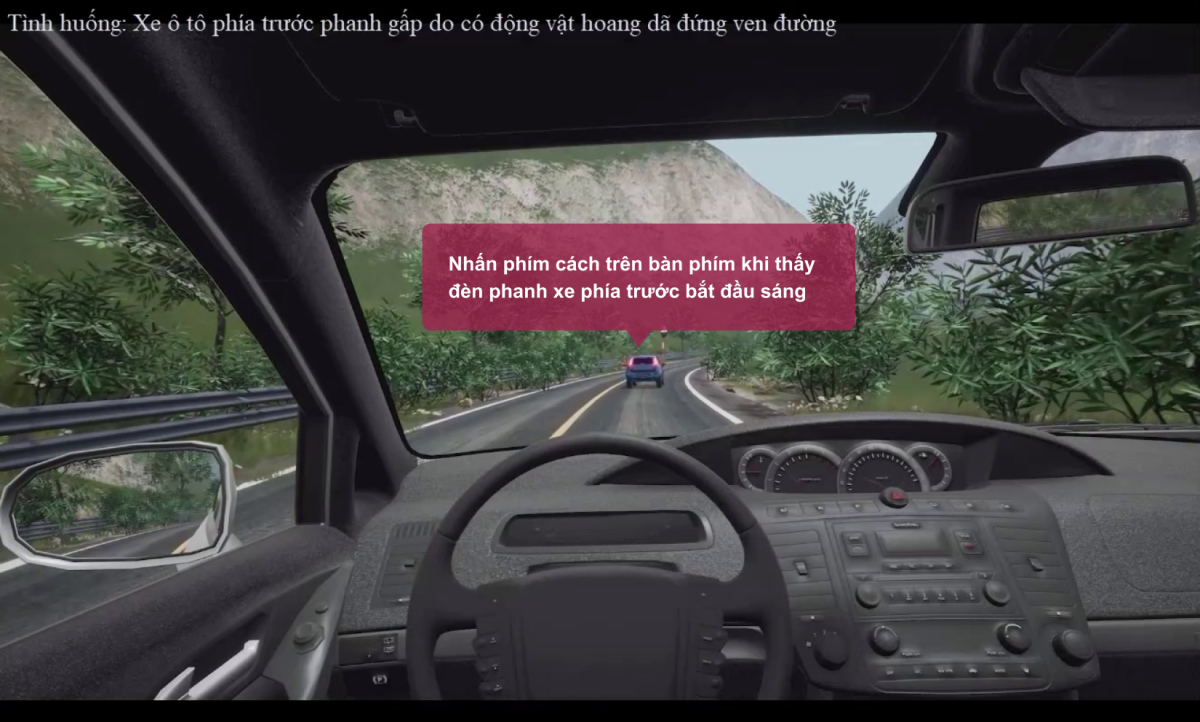 Tình huống: Xe ô tô phía trước phanh gấp do có động vật hoang dã đứng ven đường
Nhấn phím cách trên bàn phím khi thấy
đèn phanh xe phía trước bắt đầu sáng